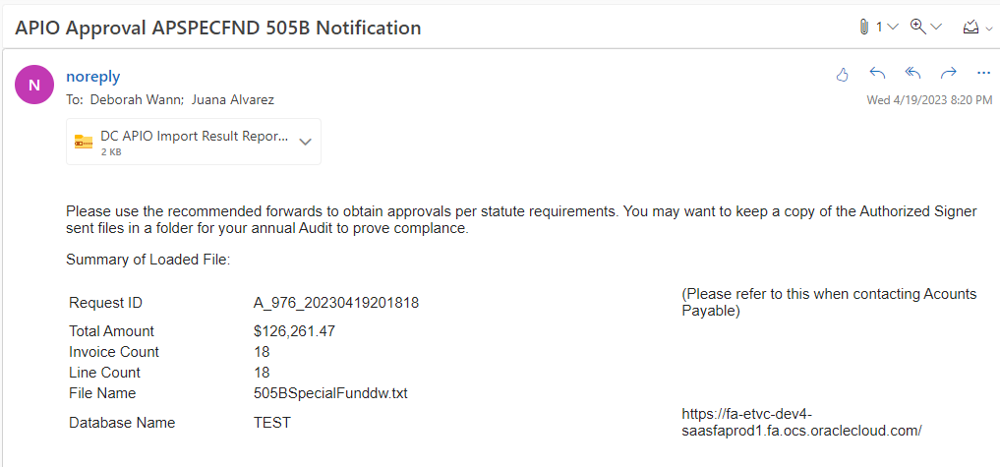 APIO Approval APSPECFND 505B Notification
1
N
noreply
To: Deborah Wann; Juana Alvarez
Wed 4/19/2023 8:20 PM
DC APIO Import Result Repor...
2 KB
Please use the recommended forwards to obtain approvals per statute requirements. You may want to keep a copy of the Authorized Signer
sent files in a folder for your annual Audit to prove complance.
Summary of Loaded File:
Request ID A_976_20230419201818 (Please refer to this when contacting Acounts
Payable)
Total Amount $126,261.47
Invoice Count 18
Line Count 18
File Name 505BSpecialFunddw.txt
Database Name TEST https://fa-etvc-dev4-
saasfaprod1.fa.ocs.oraclecloud.com/